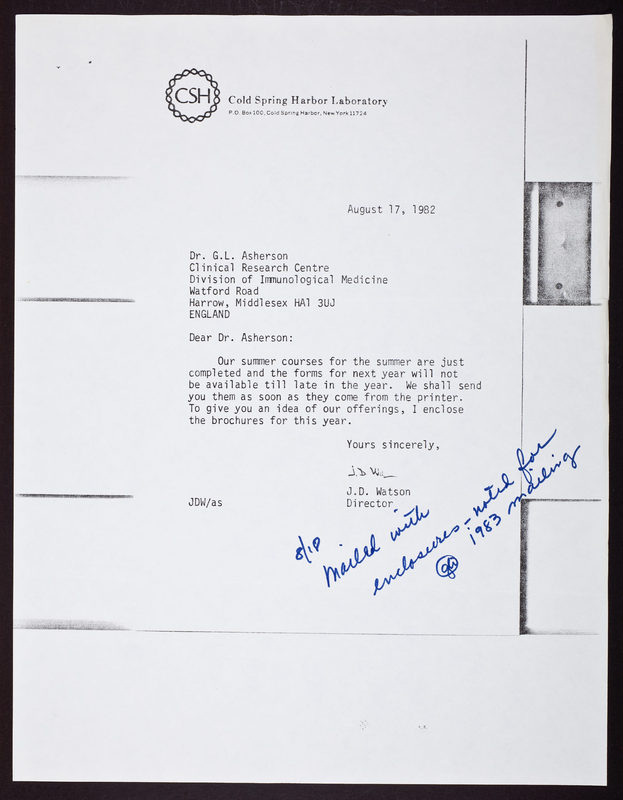 CSH
Cold Spring Harbor Laboratory
P.O. Box 100, Cold Spring Harbor, New York 11724
August 17, 1982
Dr. G.L. Asherson
Clinical Research Centre
Division of Immunological Medicine
Watford Road
Harrow, Middlesex HA1 3UJ
ENGLAND
Dear Dr. Asherson:
Our summer courses for the summer are just
completed and the forms for next year will not
be available till late in the year. We shall send
you them as soon as they come from the printer.
To give you an idea of our offerings, I enclose
the brochures for this year.
Yours sincerely,
J.D. Watson
JDW/as
Director
8/18
Mailed with
enclosures - noted for
1983 mailing